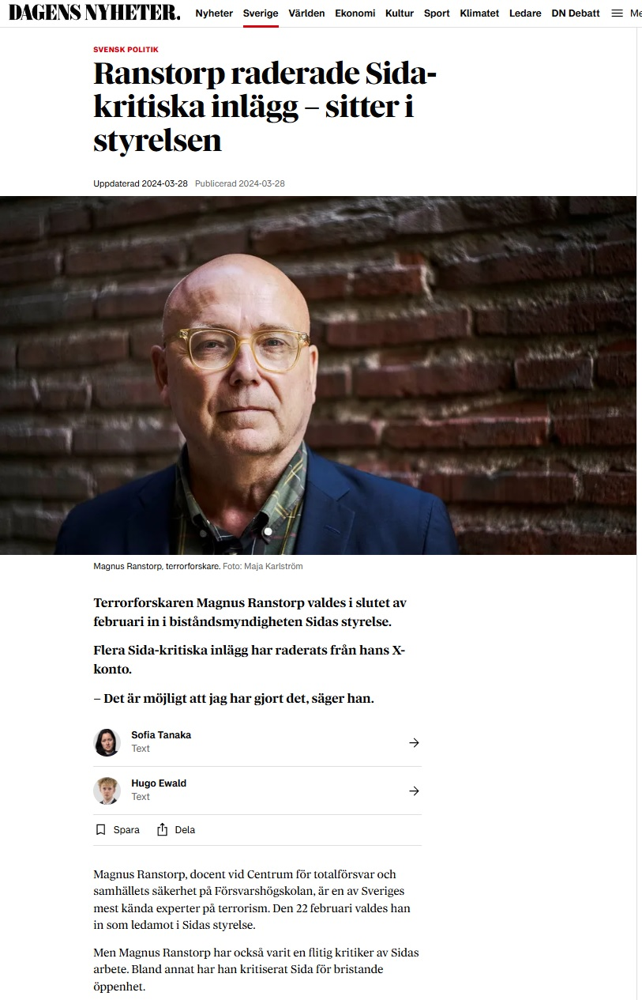 DAGENS NYHETER.
Nyheter Sverige Världen Ekonomi Kultur Sport Klimatet Ledare DN Debatt Me
SVENSK POLITIK
Ranstorp raderade Sida-
kritiska inlägg – sitter i
styrelsen
Uppdaterad 2024-03-28 Publicerad 2024-03-28
Magnus Ranstorp, terrorforskare. Foto: Maja Karlström
Terrorforskaren Magnus Ranstorp valdes i slutet av
februari in i biståndsmyndigheten Sidas styrelse.
Flera Sida-kritiska inlägg har raderats från hans X-
konto.
– Det är möjligt att jag har gjort det, säger han.
Sofia Tanaka
Text
Hugo Ewald
Text
Spara Dela
Magnus Ranstorp, docent vid Centrum för totalförsvar och
samhällets säkerhet på Försvarshögskolan, är en av Sveriges
mest kända experter på terrorism. Den 22 februari valdes han
in som ledamot i Sidas styrelse.
Men Magnus Ranstorp har också varit en flitig kritiker av Sidas
arbete. Bland annat har han kritiserat Sida för bristande
öppenhet.